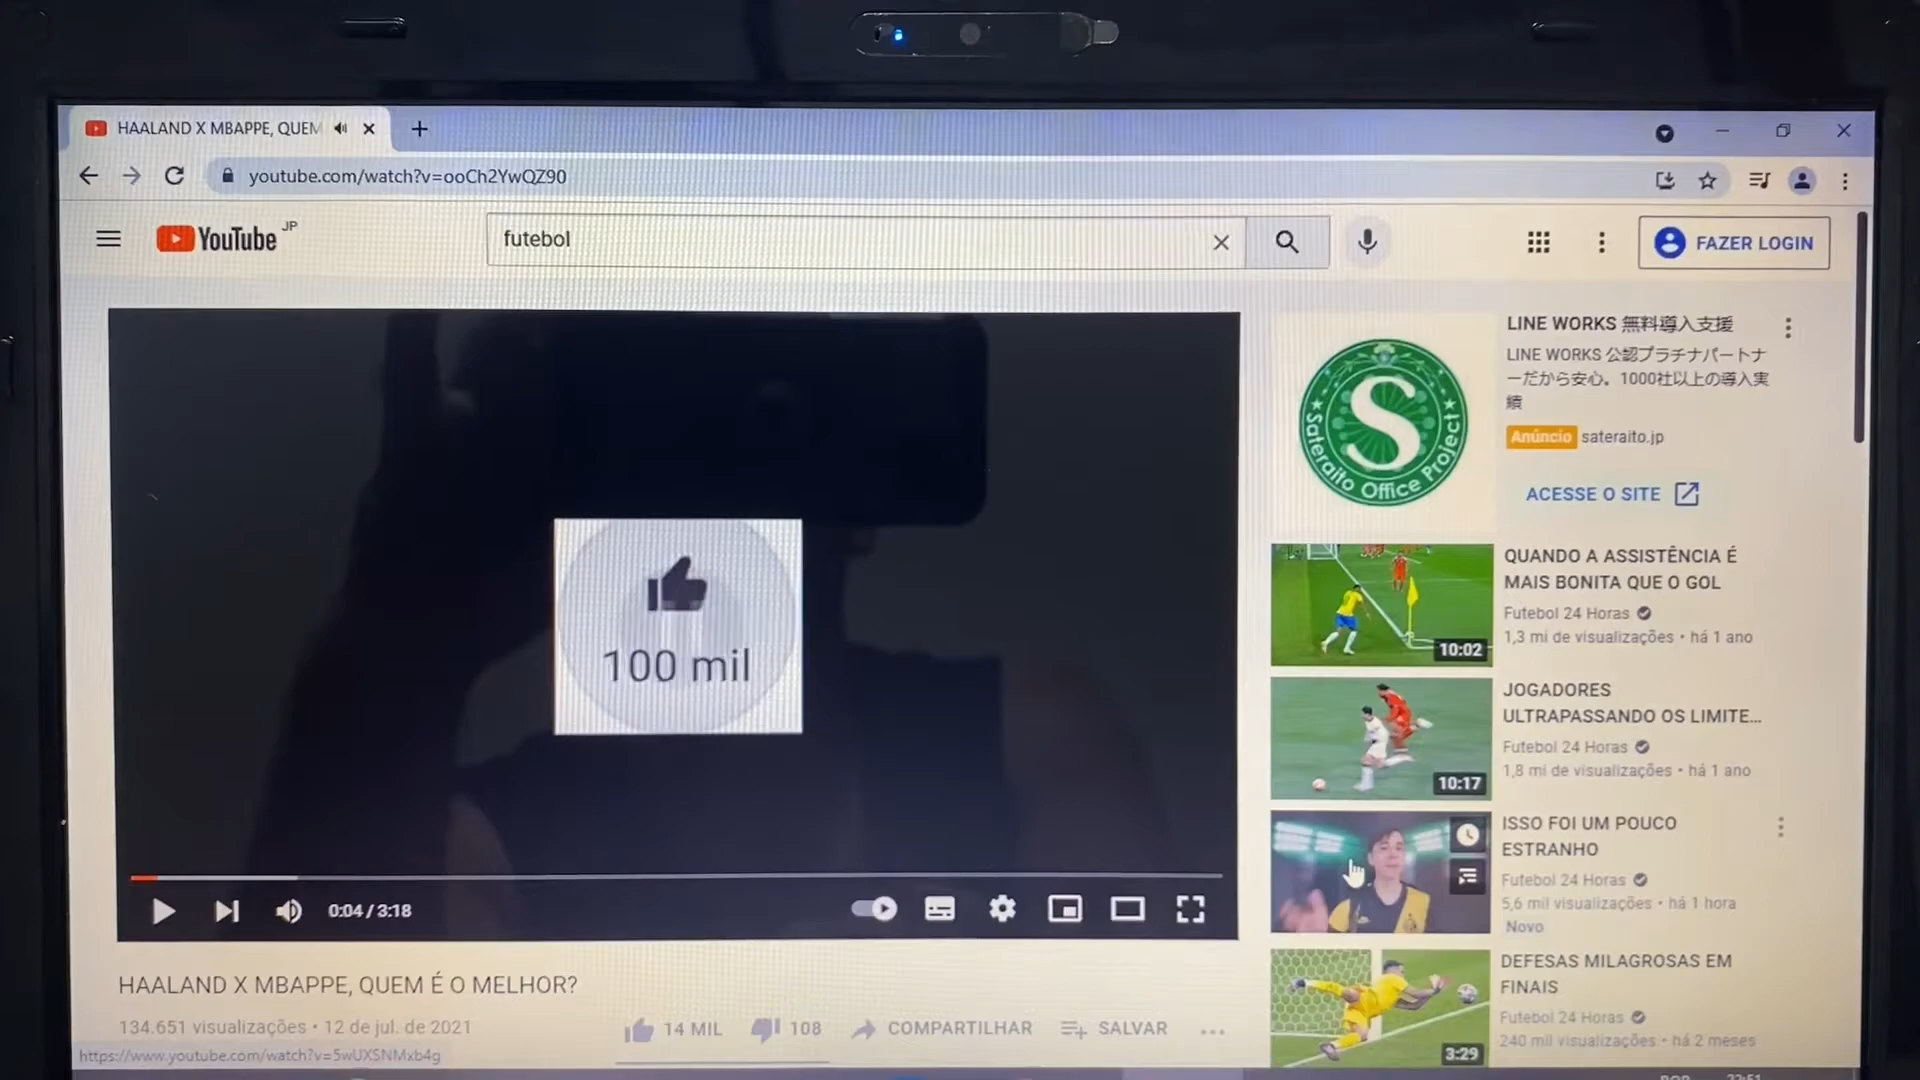 HAALAND X MBAPPE, QUEM
youtube.com/watch?v=ooCh2YwQZ90
YouTube JP
futebol
FAZER LOGIN
100 mil
0:04 / 3:18
HAALAND X MBAPPE, QUEM É O MELHOR?
134.651 visualizações • 12 de jul. de 2021
14 MIL
108
COMPARTILHAR
SALVAR
https://www.youtube.com/watch?v=5wUXSNMxb4g
Sateraito Office Project
S
LINE WORKS 無料導入支援
LINE WORKS 公認プラチナパートナ
ーだから安心。1000社以上の導入実
績
Anúncio sateraito.jp
ACESSE O SITE
10:02
QUANDO A ASSISTÊNCIA É
MAIS BONITA QUE O GOL
Futebol 24 Horas
1,3 mi de visualizações • há 1 ano
10:17
JOGADORES
ULTRAPASSANDO OS LIMITE...
Futebol 24 Horas
1,8 mi de visualizações • há 1 ano
ISSO FOI UM POUCO
ESTRANHO
Futebol 24 Horas
5,6 mil visualizações • há 1 hora
Novo
3:29
DEFESAS MILAGROSAS EM
FINAIS
Futebol 24 Horas
240 mil visualizações • há 2 meses